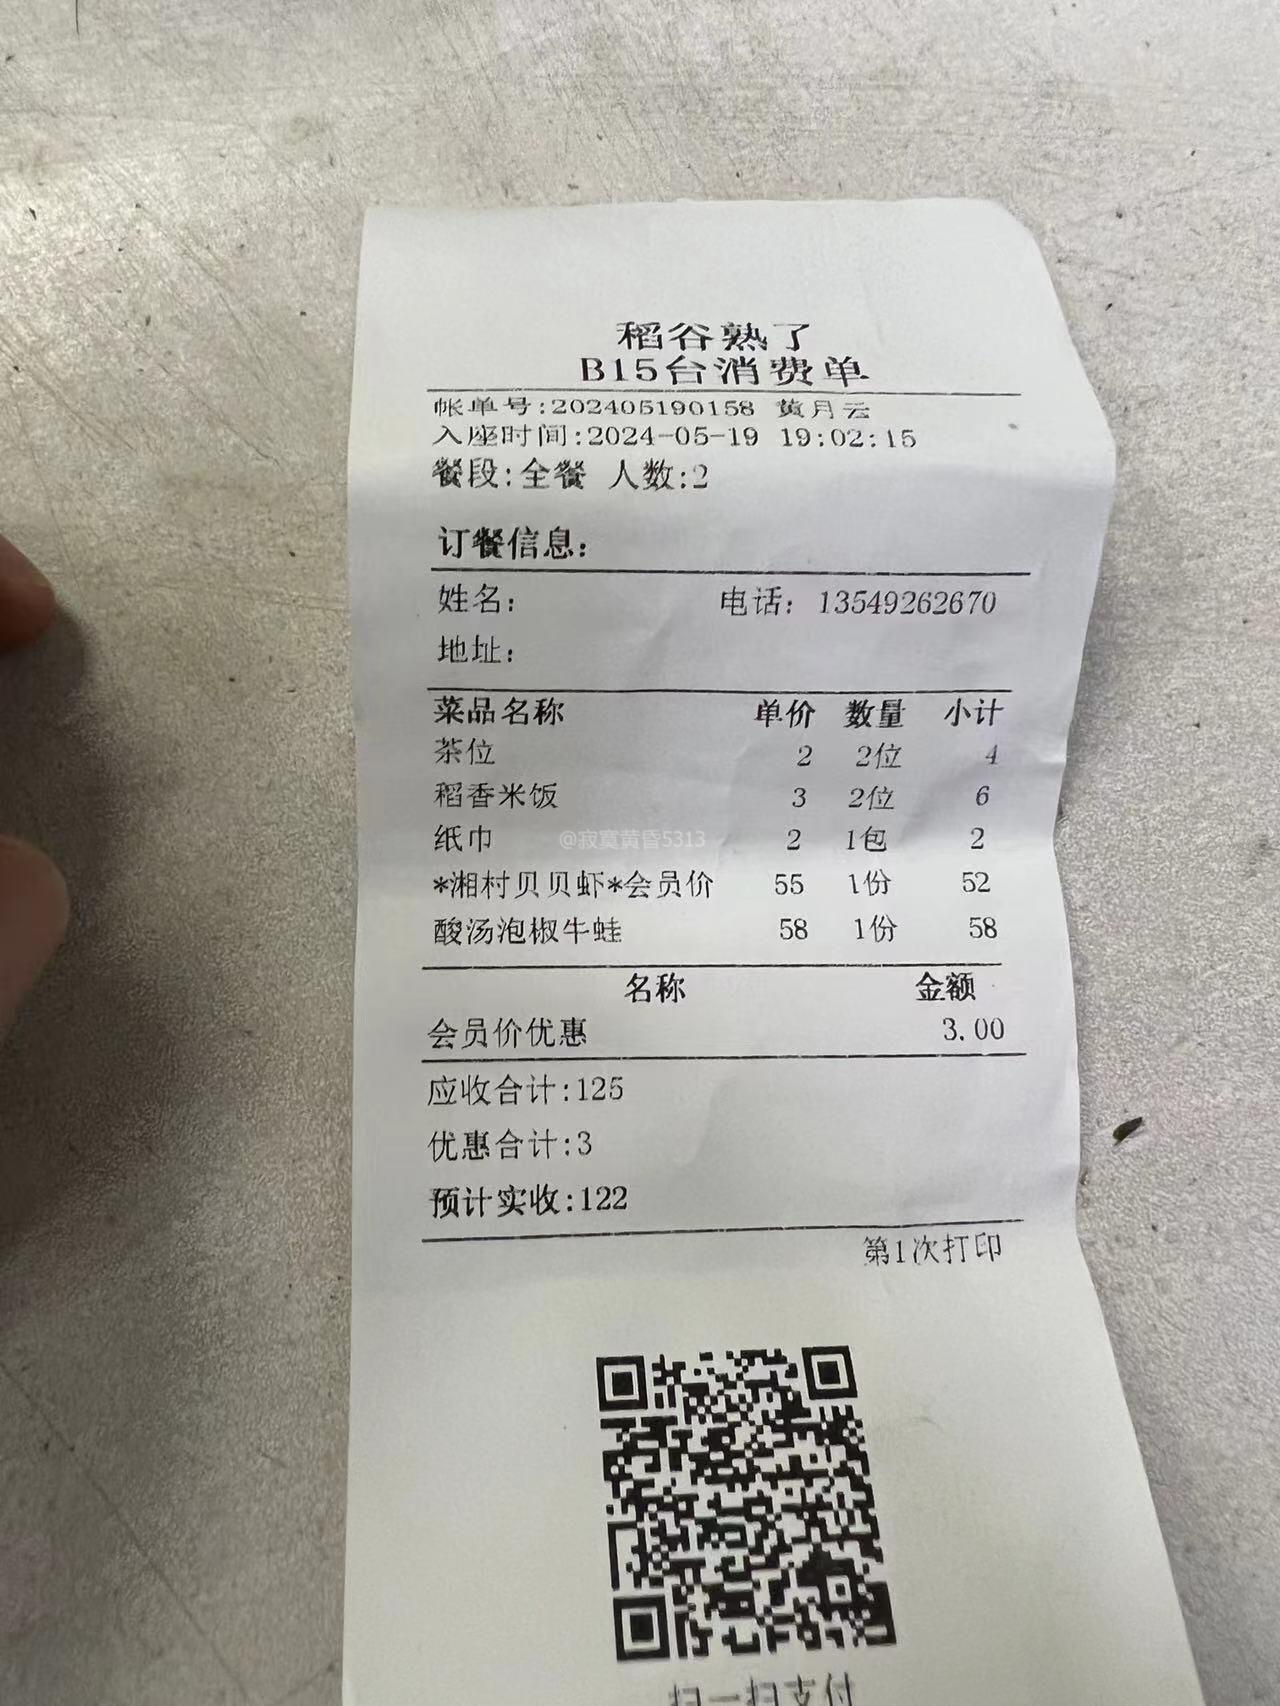 稻谷熟了
B15台消费单
帐单号:202405190158 黄月云
入座时间:2024-05-19 19:02:15
餐段:全餐 人数:2
订餐信息:
姓名: 电话: 13549262670
地址:
菜品名称 单价 数量 小计
茶位 2 2位 4
稻香米饭 3 2位 6
纸巾 2 1包 2
@寂寞黄昏5313
*湘村贝贝虾*会员价 55 1份 52
酸汤泡椒牛蛙 58 1份 58
名称 金额
会员价优惠 3.00
应收合计:125
优惠合计:3
预计实收:122
第1次打印
扫一扫支付